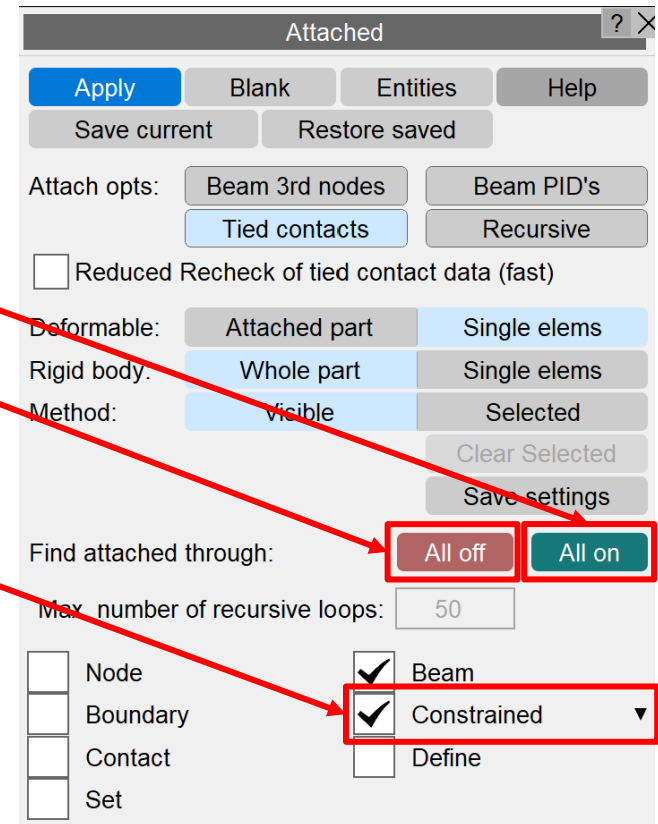 Attached ? ×
Apply Blank Entities Help
Save current Restore saved
Attach opts: Beam 3rd nodes Beam PID's
Tied contacts Recursive
Reduced Recheck of tied contact data (fast)
Deformable: Attached part Single elems
Rigid body: Whole part Single elems
Method: Visible Selected
Clear Selected
Save settings
Find attached through: All off All on
Max. number of recursive loops: 50
Node Beam
Boundary Constrained ▼
Contact Define
Set